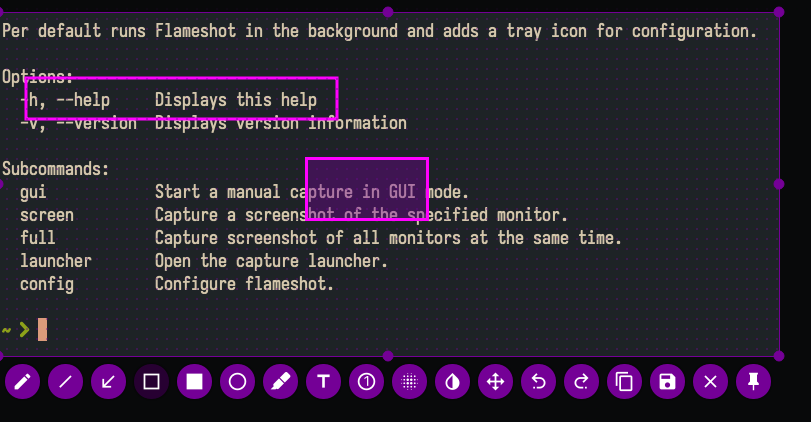 Per default runs Flameshot in the background and adds a tray icon for configuration.
Options:
-h, --help Displays this help
-v, --version Displays version information
Subcommands:
gui Start a manual capture in GUI mode.
screen Capture a screenshot of the specified monitor.
full Capture screenshot of all monitors at the same time.
launcher Open the capture launcher.
config Configure flameshot.
~ ❯
T 1